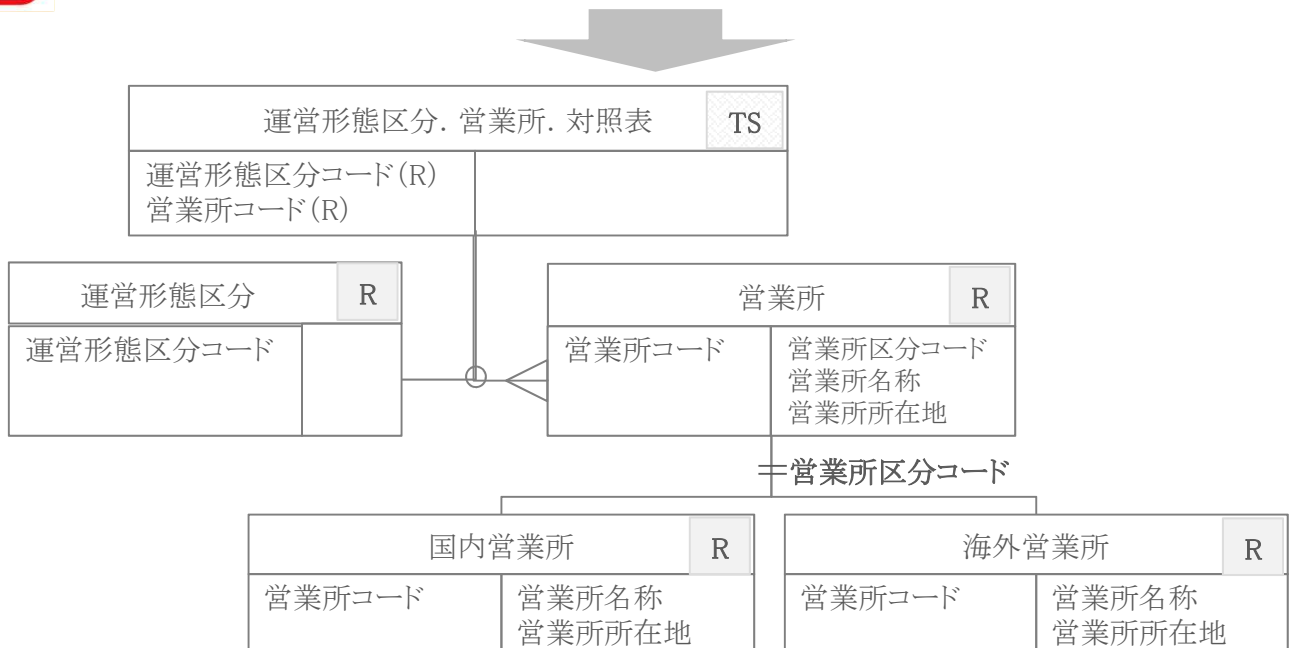 運営形態区分. 営業所. 対照表
TS
運営形態区分コード(R)
営業所コード(R)
運営形態区分
R
運営形態区分コード
営業所
R
営業所コード
営業所区分コード
営業所名称
営業所所在地
営業所区分コード
国内営業所
R
営業所コード
営業所名称
営業所所在地
海外営業所
R
営業所コード
営業所名称
営業所所在地